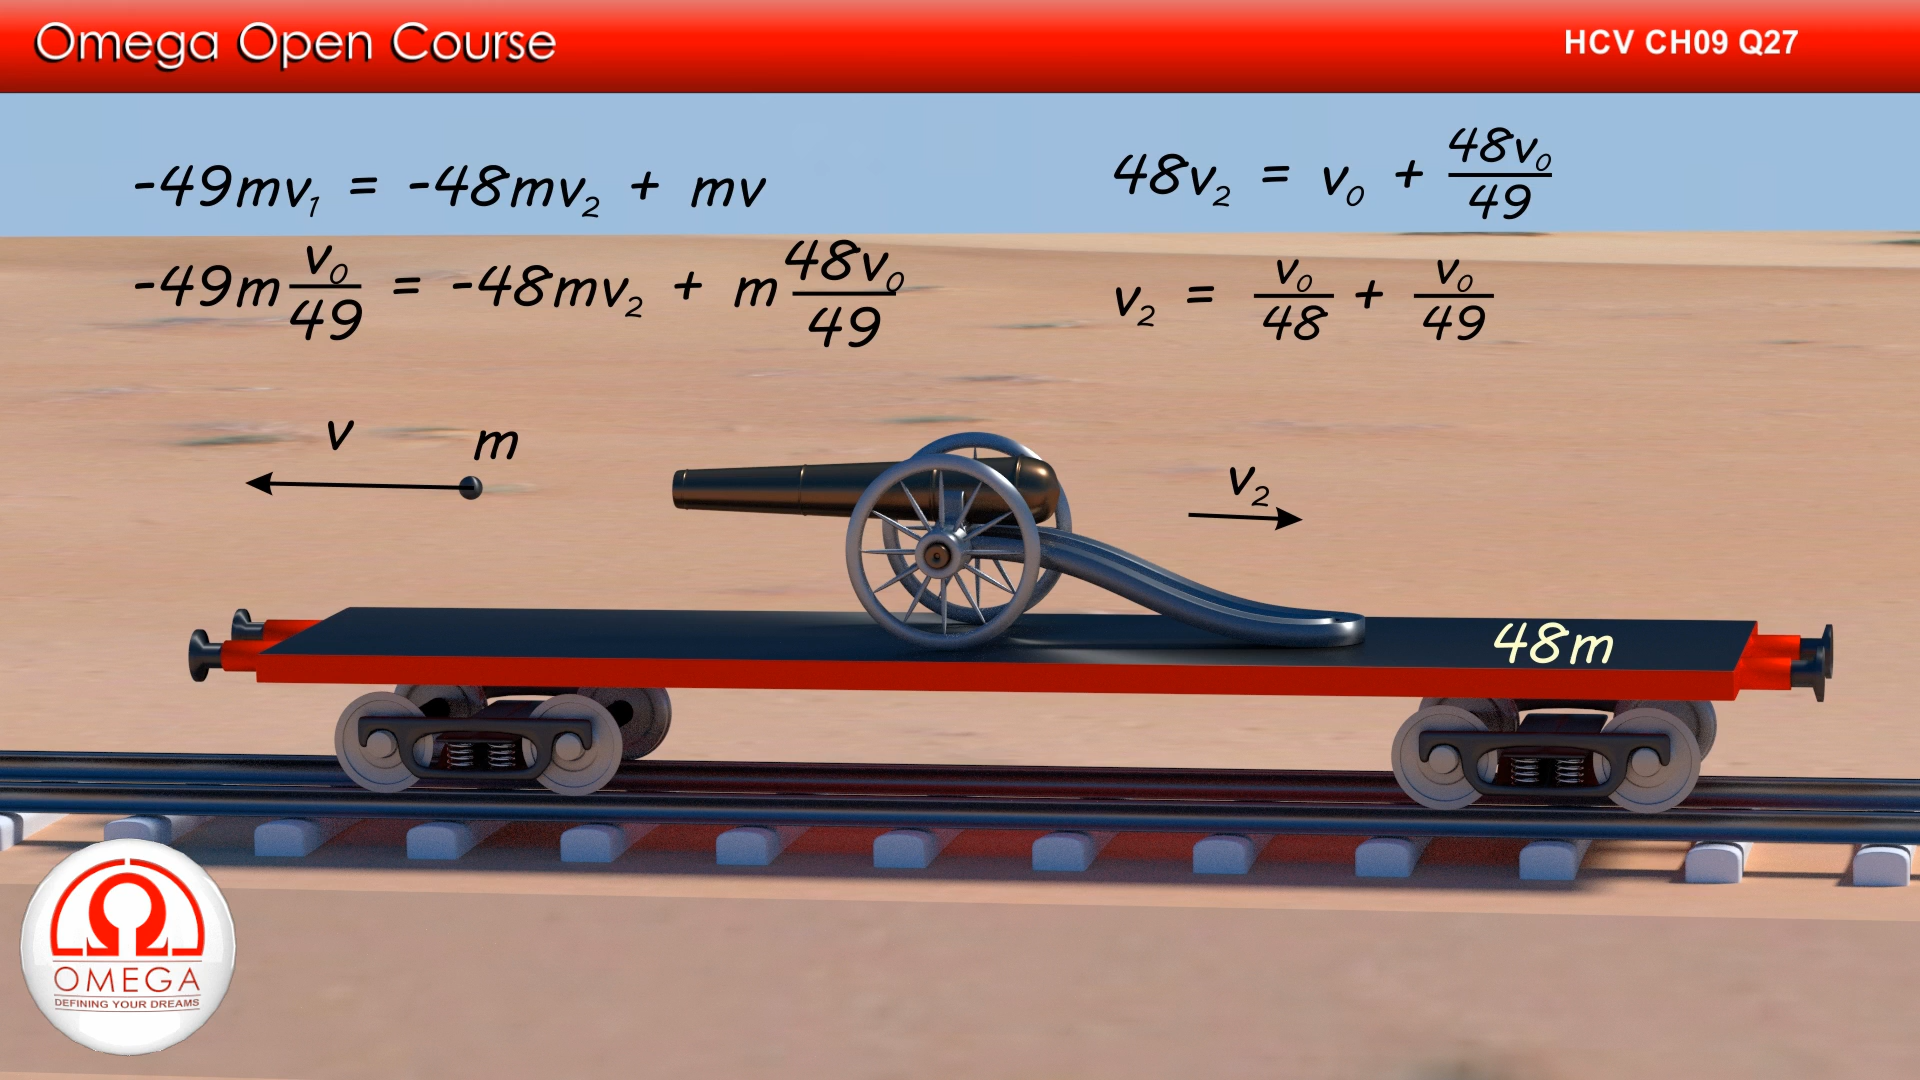 Omega Open Course
HCV CH09 Q27
-49mv₁ = -48mv₂ + mv
-49m v₀/49 = -48mv₂ + m 48v₀/49
48v₂ = v₀ + 48v₀/49
v₂ = v₀/48 + v₀/49
v
m
v₂
48m
Ω
OMEGA
DEFINING YOUR DREAMS